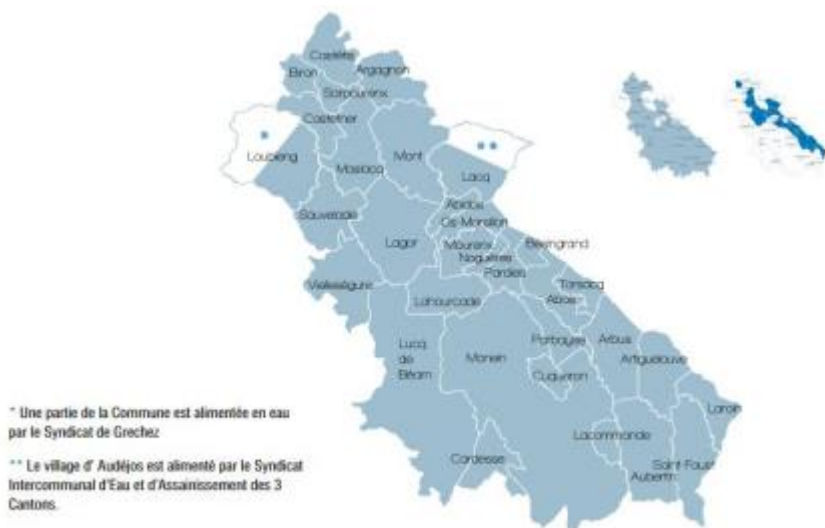 Castétis
Biron
Argagnon
Sarpourenx
Castetner
Loubieng
Maslacq
Mont
Lacq
Sauvelade
Abidos
Os-Marsillon
Lagor
Mourenx
Noguères
Bésingrand
Pardies
Vielleségure
Tarsacq
Abos
Lahourcade
Lucq
de
Béarn
Monein
Parbayse
Arbus
Artiguelouve
Cuqueron
Laroin
Lacommande
Cardesse
Saint-Faust
Aubertin
* Une partie de la Commune est alimentée en eau
par le Syndicat de Grechez
** Le village d' Audéjos est alimenté par le Syndicat
Intercommunal d'Eau et d'Assainissement des 3
Cantons.